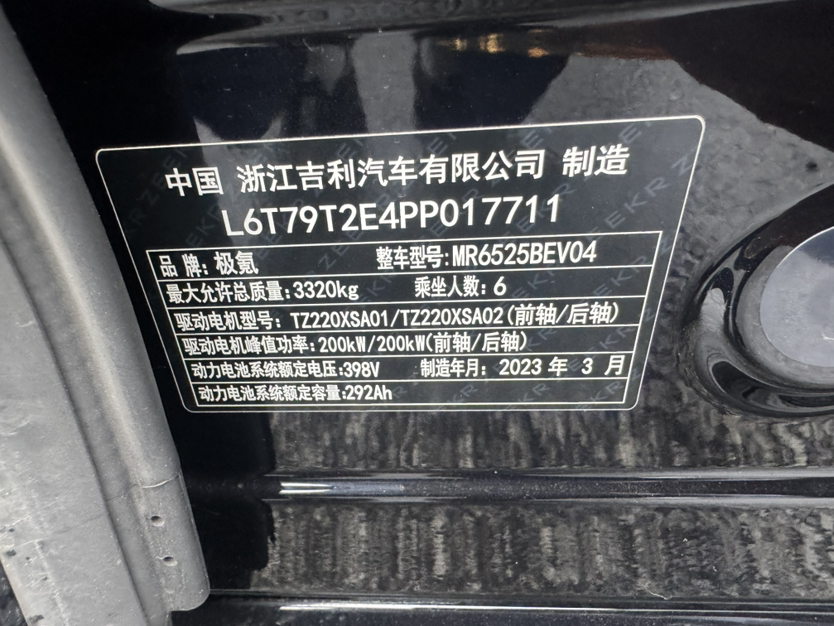 中国 浙江吉利汽车有限公司 制造
L6T79T2E4PP017711
品 牌: 极氪 整车型号:MR6525BEV04
最大允许总质量:3320kg 乘坐人数: 6
驱动电机型号: TZ220XSA01/TZ220XSA02(前轴/后轴)
驱动电机峰值功率:200kW/200kW(前轴/后轴)
动力电池系统额定电压:398V 制造年月: 2023 年 3 月
动力电池系统额定容量:292Ah